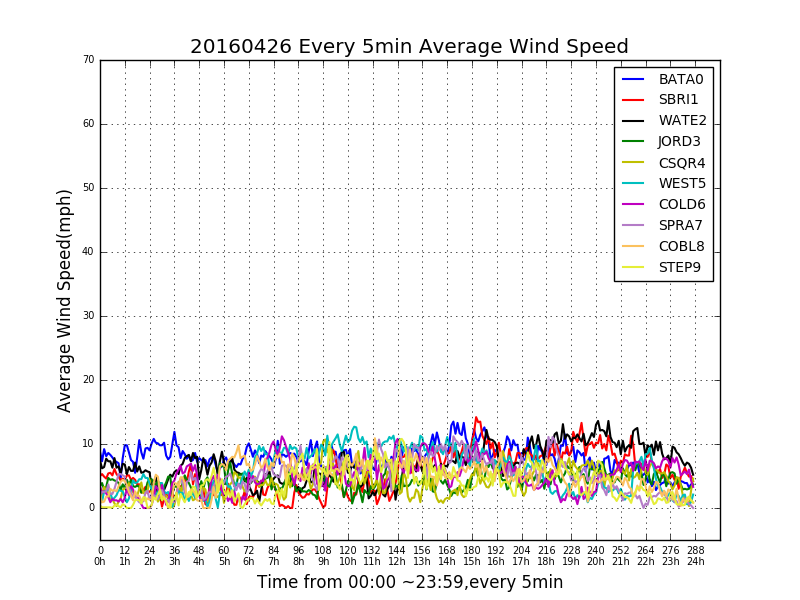 20160426 Every 5min Average Wind Speed
70
60
50
40
30
20
10
0
Average Wind Speed(mph)
BATA0
SBRI1
WATE2
JORD3
CSQR4
WEST5
COLD6
SPRA7
COBL8
STEP9
0 12 24 36 48 60 72 84 96 108 120 132 144 156 168 180 192 204 216 228 240 252 264 276 288
0h 1h 2h 3h 4h 5h 6h 7h 8h 9h 10h 11h 12h 13h 14h 15h 16h 17h 18h 19h 20h 21h 22h 23h 24h
Time from 00:00 ~23:59,every 5min